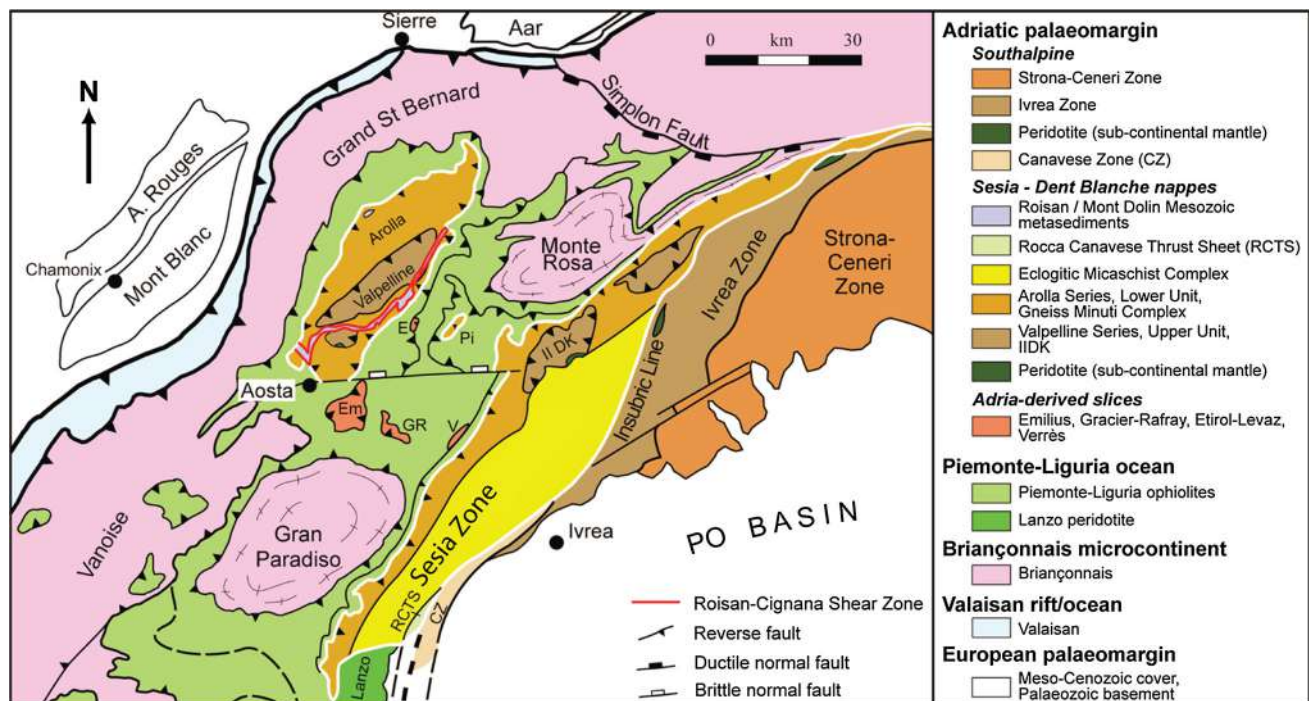 Sierre
Aar
0 km 30
N
A. Rouges
Chamonix
Mont Blanc
Grand St Bernard
Simplon Fault
Arolla
Valpelline
Monte
Rosa
Strona-
Ceneri
Zone
Ivrea Zone
E
Pi
II DK
Insubric Line
Aosta
Em
GR
V
Vanoise
Gran
Paradiso
Sesia Zone
RCTS
CZ
Lanzo
Ivrea
PO BASIN
Roisan-Cignana Shear Zone
Reverse fault
Ductile normal fault
Brittle normal fault
Adriatic palaeomargin
Southalpine
Strona-Ceneri Zone
Ivrea Zone
Peridotite (sub-continental mantle)
Canavese Zone (CZ)
Sesia - Dent Blanche nappes
Roisan / Mont Dolin Mesozoic
metasediments
Rocca Canavese Thrust Sheet (RCTS)
Eclogitic Micaschist Complex
Arolla Series, Lower Unit,
Gneiss Minuti Complex
Valpelline Series, Upper Unit,
IIDK
Peridotite (sub-continental mantle)
Adria-derived slices
Emilius, Gracier-Rafray, Etirol-Levaz,
Verrès
Piemonte-Liguria ocean
Piemonte-Liguria ophiolites
Lanzo peridotite
Briançonnais microcontinent
Briançonnais
Valaisan rift/ocean
Valaisan
European palaeomargin
Meso-Cenozoic cover,
Palaeozoic basement